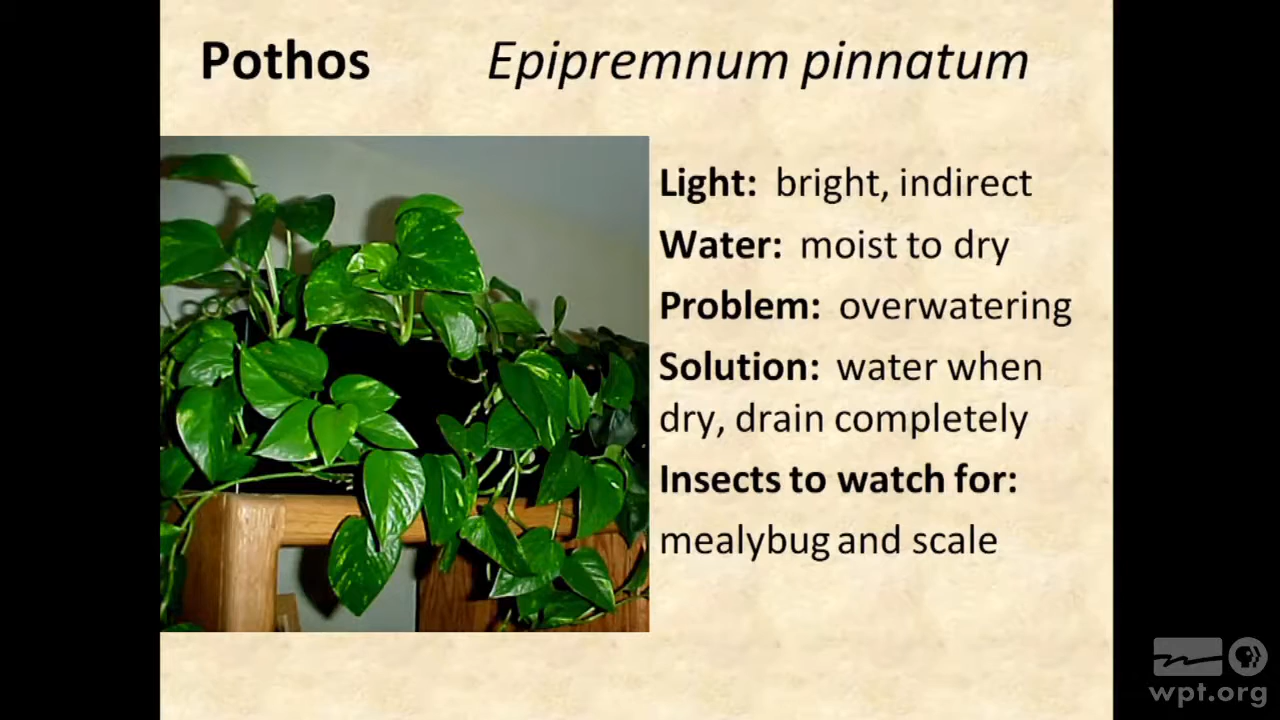 Pothos Epipremnum pinnatum
Light: bright, indirect
Water: moist to dry
Problem: overwatering
Solution: water when
dry, drain completely
Insects to watch for:
mealybug and scale
wpt.org